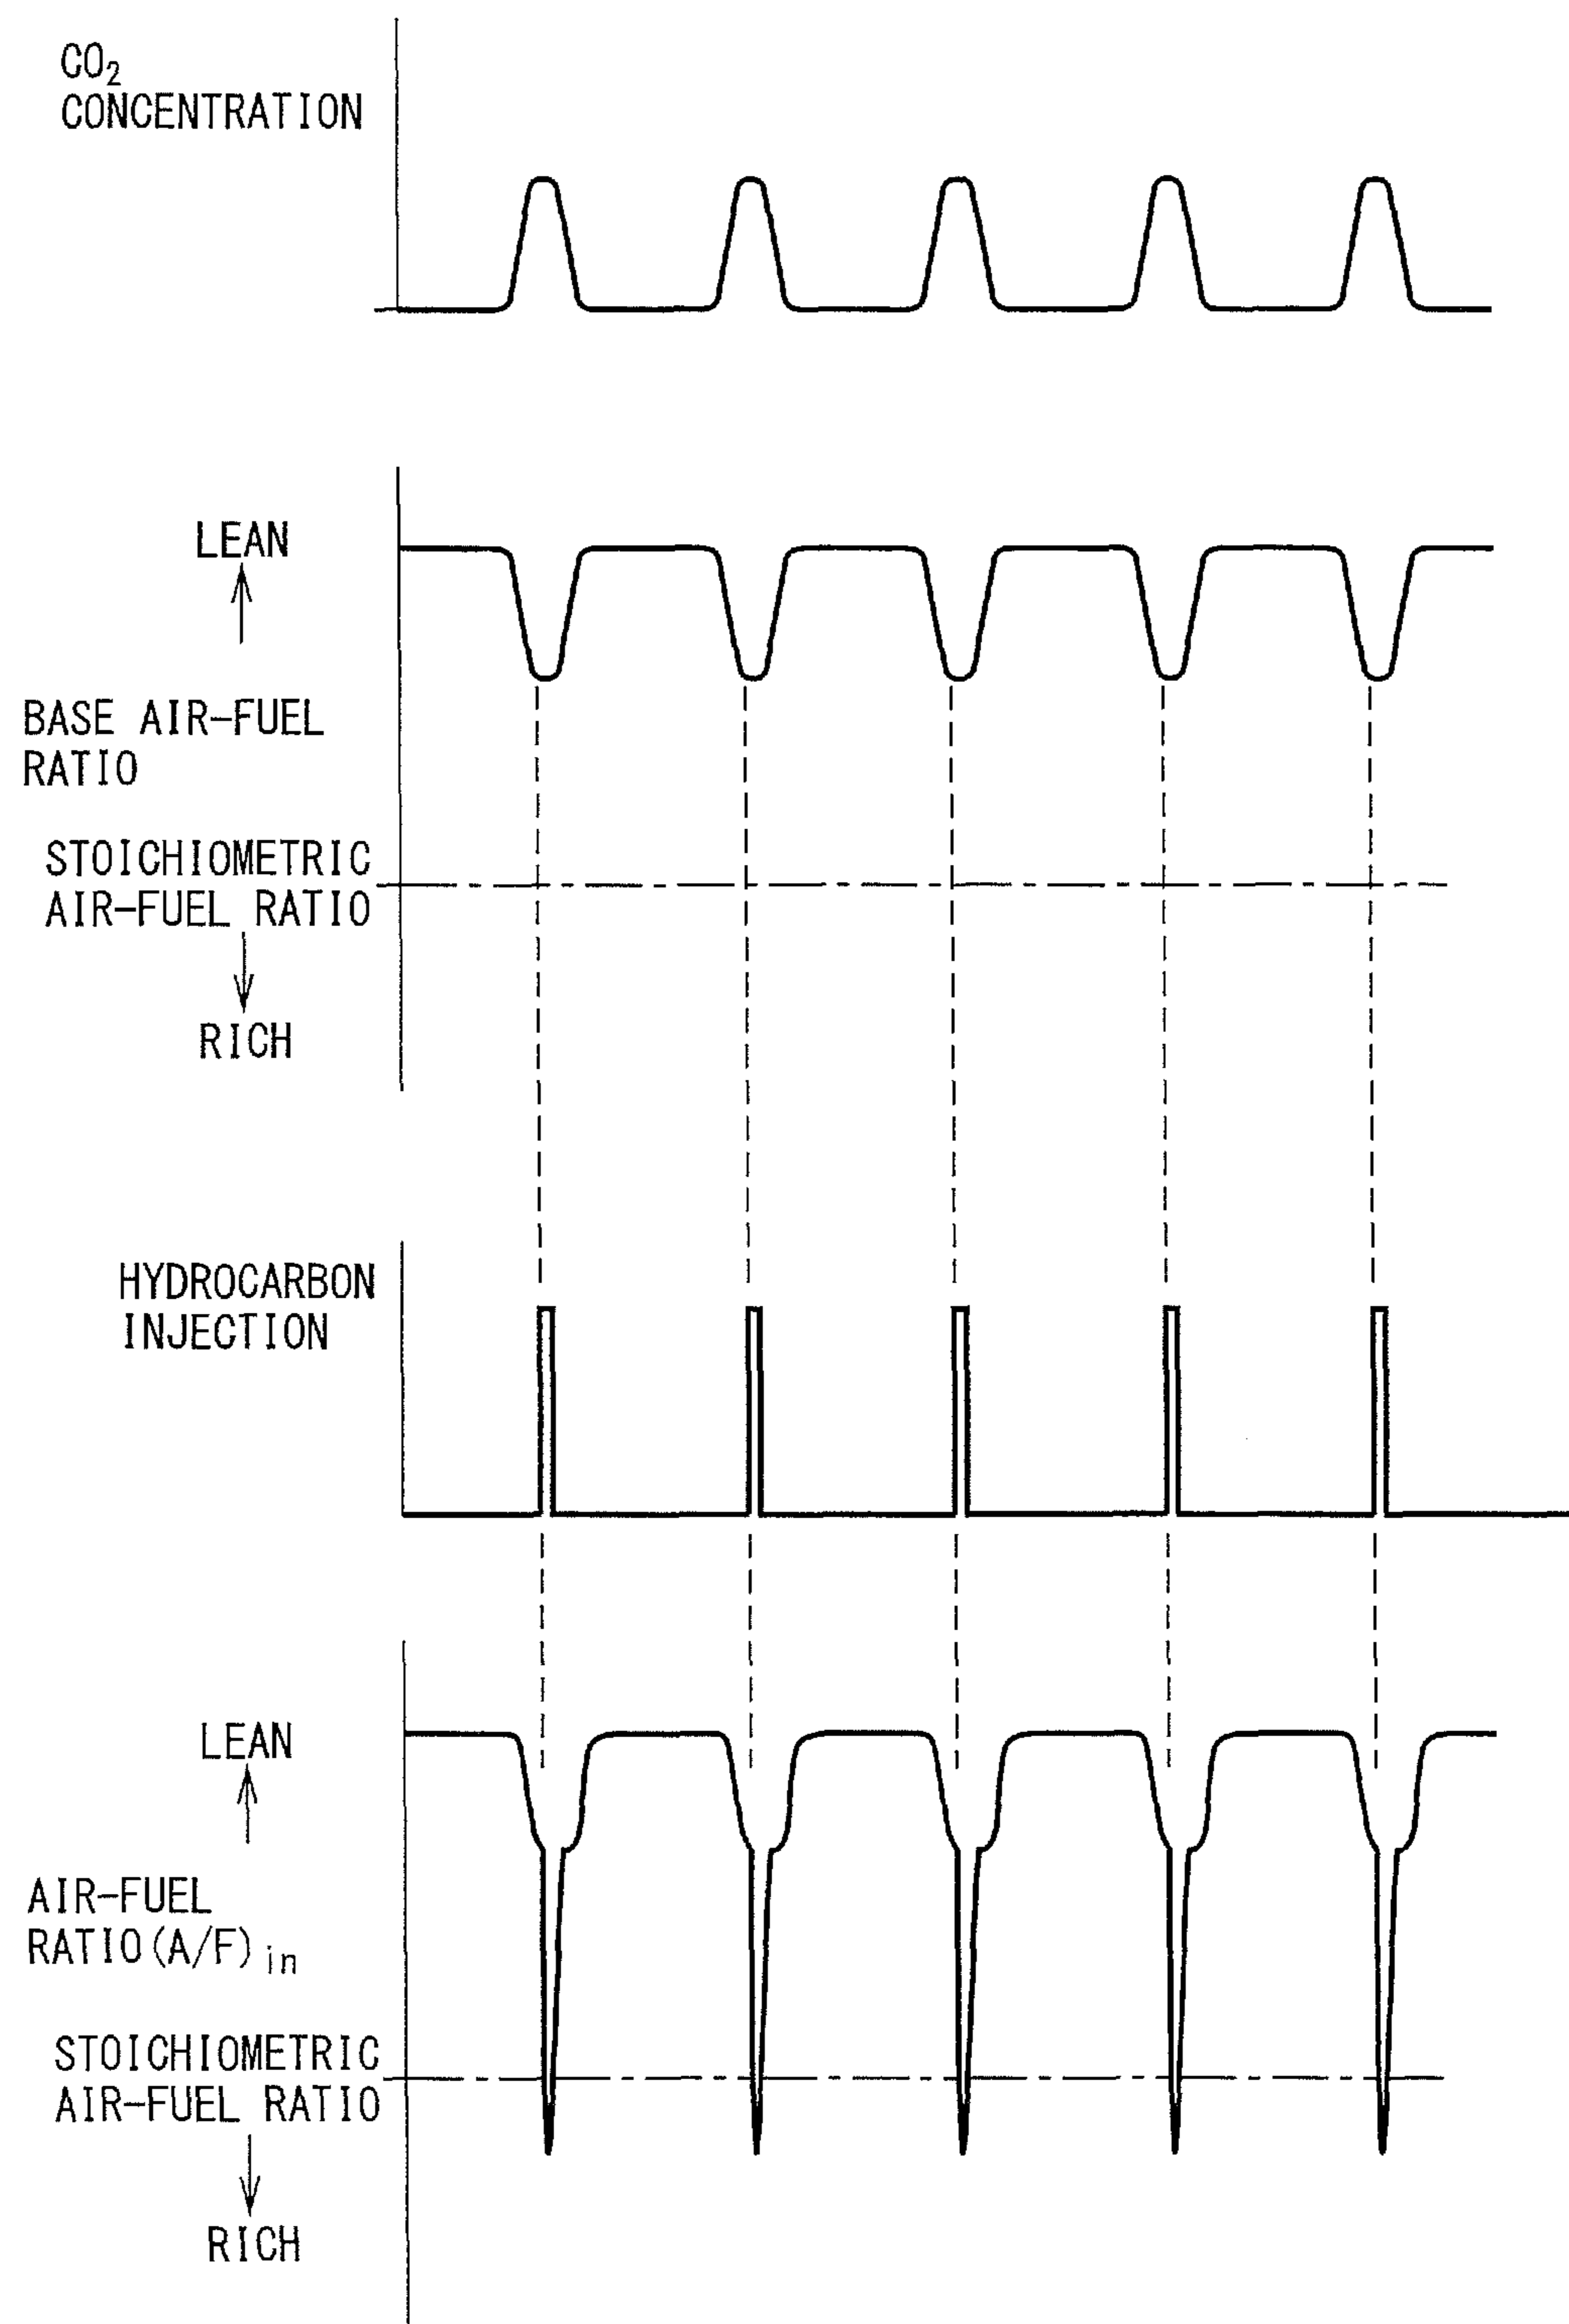 CO₂
CONCENTRATION
LEAN
BASE AIR-FUEL
RATIO
STOICHIOMETRIC
AIR-FUEL RATIO
RICH
HYDROCARBON
INJECTION
LEAN
AIR-FUEL
RATIO(A/F)in
STOICHIOMETRIC
AIR-FUEL RATIO
RICH